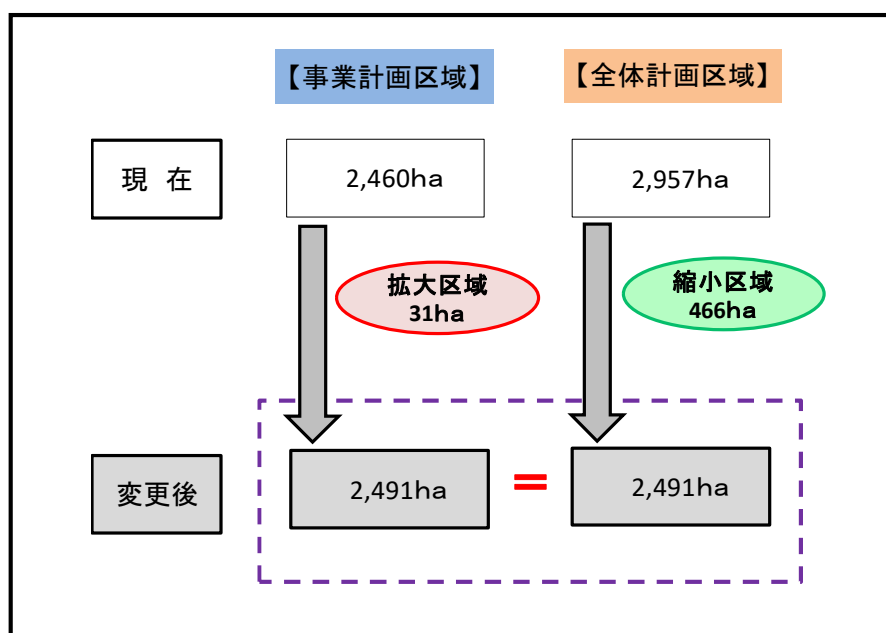 【事業計画区域】
【全体計画区域】
現 在
2,460ha
2,957ha
拡大区域
31ha
縮小区域
466ha
変更後
2,491ha
=
2,491ha